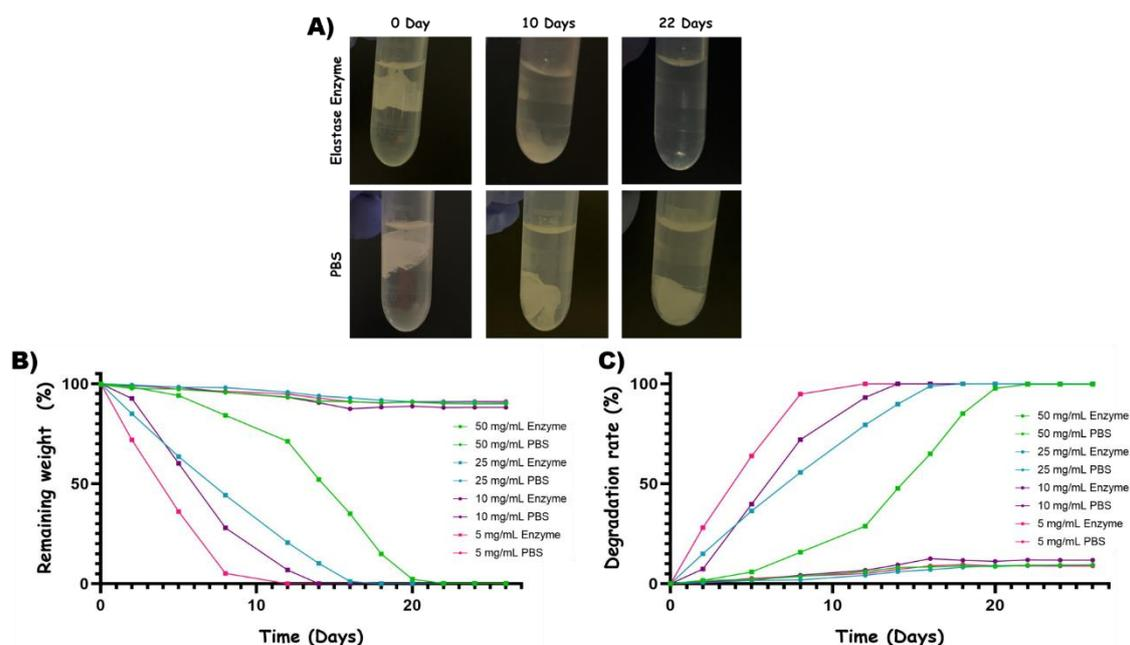 A)
0 Day
10 Days
22 Days
Elastase Enzyme
PBS
B)
Remaining weight (%)
100
50
0
0
10
20
Time (Days)
50 mg/mL Enzyme
50 mg/mL PBS
25 mg/mL Enzyme
25 mg/mL PBS
10 mg/mL Enzyme
10 mg/mL PBS
5 mg/mL Enzyme
5 mg/mL PBS
C)
Degradation rate (%)
100
50
0
0
10
20
Time (Days)
50 mg/mL Enzyme
50 mg/mL PBS
25 mg/mL Enzyme
25 mg/mL PBS
10 mg/mL Enzyme
10 mg/mL PBS
5 mg/mL Enzyme
5 mg/mL PBS